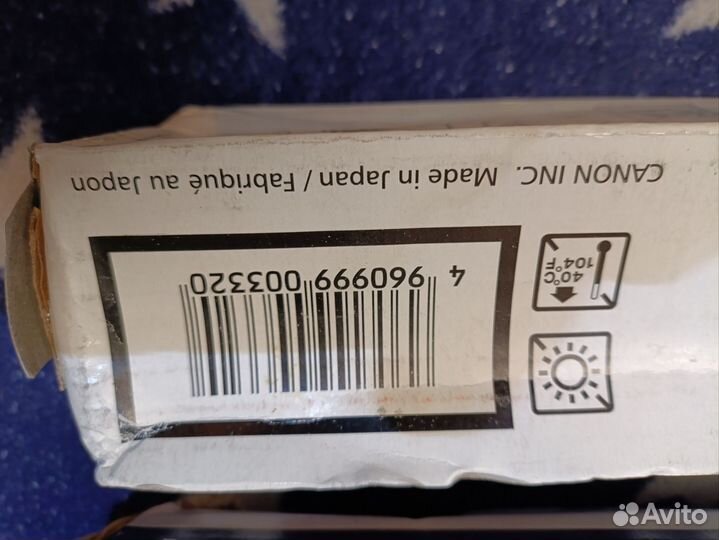 40°C
104°F
4 960999 003320
CANON INC. Made in Japan / Fabriqué au Japon
Avito